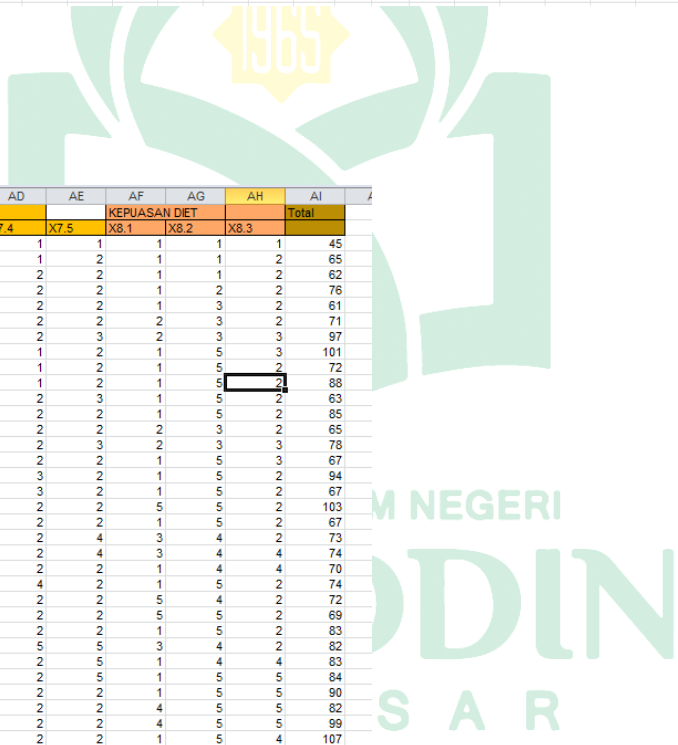 1965
AD AE AF AG AH AI
KEPUASAN DIET Total
7.4 X7.5 X8.1 X8.2 X8.3
1 1 1 1 1 45
1 2 1 1 2 65
2 2 1 1 2 62
2 2 1 2 2 76
2 2 1 3 2 61
2 2 2 3 2 71
2 3 2 3 3 97
1 2 1 5 3 101
1 2 1 5 2 72
1 2 1 5 2 88
2 3 1 5 2 63
2 2 1 5 2 85
2 2 2 3 2 65
2 3 2 3 3 78
2 2 1 5 3 67
3 2 1 5 2 94
3 2 1 5 2 67
2 2 5 5 2 103
2 2 1 5 2 67
2 4 3 4 2 73
2 4 3 4 4 74
2 2 1 4 4 70
4 2 1 5 2 74
2 2 5 4 2 72
2 2 5 5 2 69
2 2 1 5 2 83
5 5 3 4 2 82
2 5 1 4 4 83
2 5 1 5 5 84
2 2 1 5 5 90
2 2 4 5 5 82
2 2 4 5 5 99
2 2 1 5 4 107
M NEGERI
DDIN
SAR